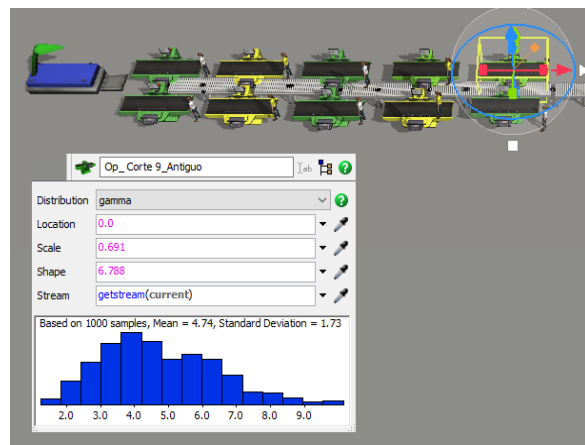 Op_ Corte 9_Antiguo
Distribution gamma
Location 0.0
Scale 0.691
Shape 6.788
Stream getstream(current)
Based on 1000 samples, Mean = 4.74, Standard Deviation = 1.73
2.0 3.0 4.0 5.0 6.0 7.0 8.0 9.0